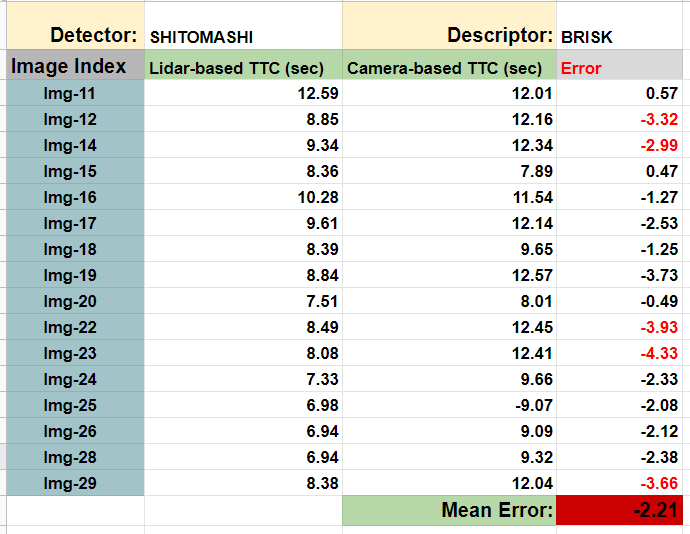 Detector: SHITOMASHI Descriptor: BRISK
Image Index Lidar-based TTC (sec) Camera-based TTC (sec) Error
Img-11 12.59 12.01 0.57
Img-12 8.85 12.16 -3.32
Img-14 9.34 12.34 -2.99
Img-15 8.36 7.89 0.47
Img-16 10.28 11.54 -1.27
Img-17 9.61 12.14 -2.53
Img-18 8.39 9.65 -1.25
Img-19 8.84 12.57 -3.73
Img-20 7.51 8.01 -0.49
Img-22 8.49 12.45 -3.93
Img-23 8.08 12.41 -4.33
Img-24 7.33 9.66 -2.33
Img-25 6.98 -9.07 -2.08
Img-26 6.94 9.09 -2.12
Img-28 6.94 9.32 -2.38
Img-29 8.38 12.04 -3.66
Mean Error: -2.21